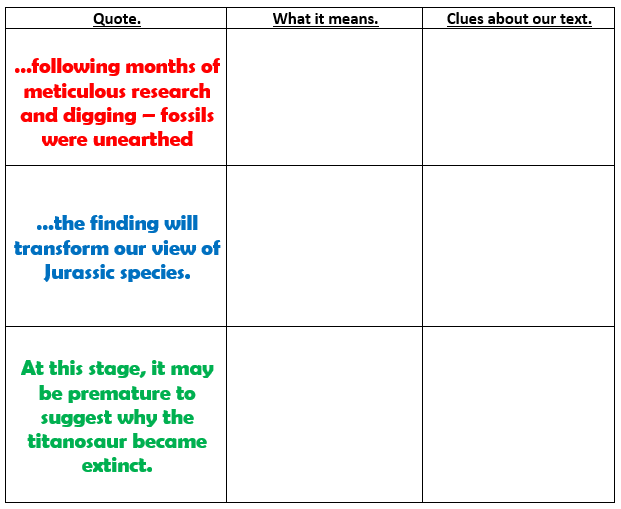 Quote.
What it means.
Clues about our text.
...following months of
meticulous research
and digging – fossils
were unearthed
...the finding will
transform our view of
Jurassic species.
At this stage, it may
be premature to
suggest why the
titanosaur became
extinct.